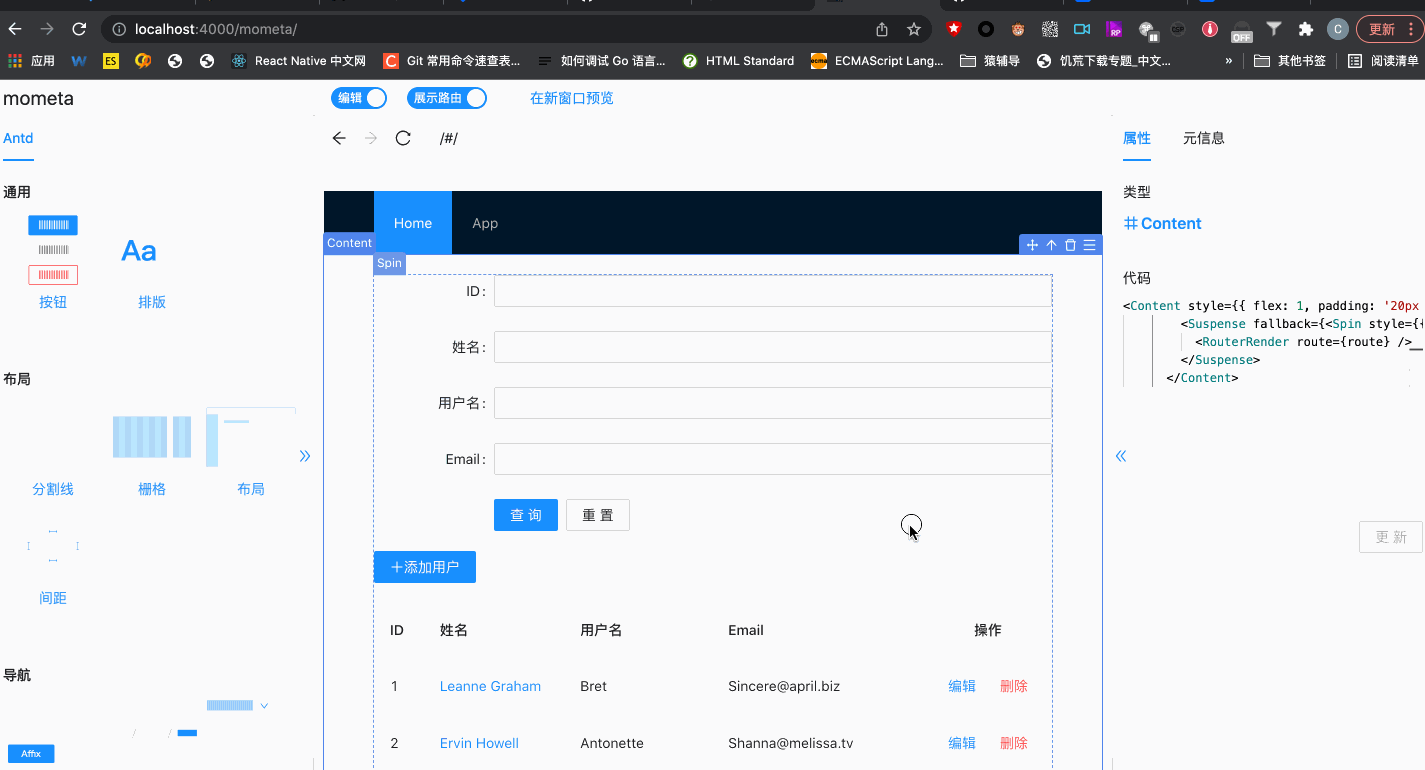 localhost:4000/mometa/
更新
应用
React Native 中文网
Git 常用命令速查表...
如何调试 Go 语言...
HTML Standard
ECMAScript Lang...
猿辅导
饥荒下载专题_中文...
»
其他书签
阅读清单
ES
RP
CSP
OFF
C
mometa
编辑
展示路由
在新窗口预览
Antd
/#/
属性
元信息
通用
类型
Home
App
Content
Content
Spin
Aa
按钮
排版
代码
<Content style={{ flex: 1, padding: '20px
<Suspense fallback={<Spin style={{
<RouterRender route={route} />
</Suspense>
</Content>
ID:
姓名:
用户名:
Email:
查 询
重 置
布局
分割线
栅格
布局
更 新
添加用户
间距
ID
姓名
用户名
Email
操作
1
Leanne Graham
Bret
Sincere@april.biz
编辑
删除
2
Ervin Howell
Antonette
Shanna@melissa.tv
编辑
删除
导航
Affix